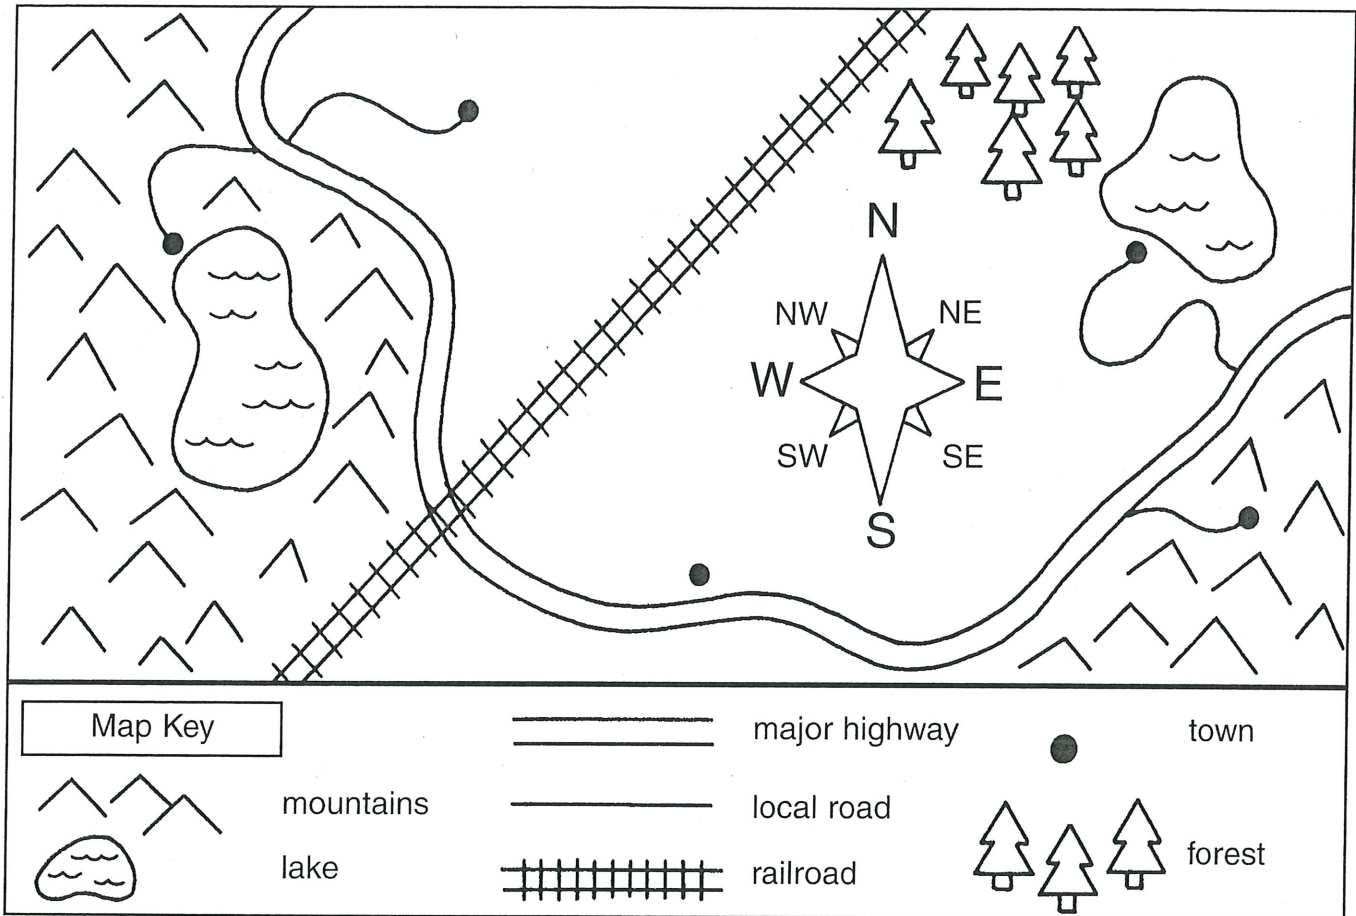 N
NW NE
W E
SW SE
S
Map Key
major highway
town
mountains
local road
lake
railroad
forest